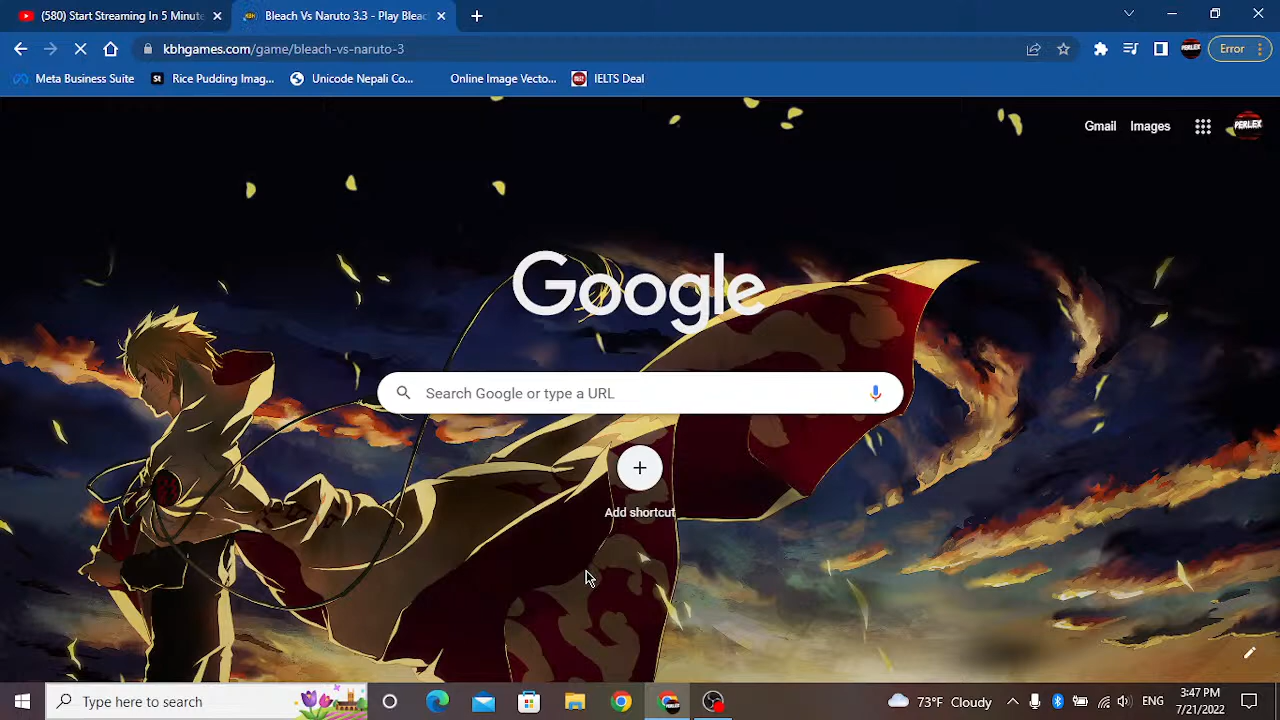 (580) Start Streaming In 5 Minute
Bleach Vs Naruto 3.3 - Play Bleac
kbhgames.com/game/bleach-vs-naruto-3
PERLEX
Error
Meta Business Suite
St
Rice Pudding Imag...
Unicode Nepali Co...
Online Image Vecto...
IELTS Deal
Gmail
Images
PERLEX
Google
Search Google or type a URL
Add shortcut
Type here to search
73°F Cloudy
ENG
3:47 PM
7/21/2022